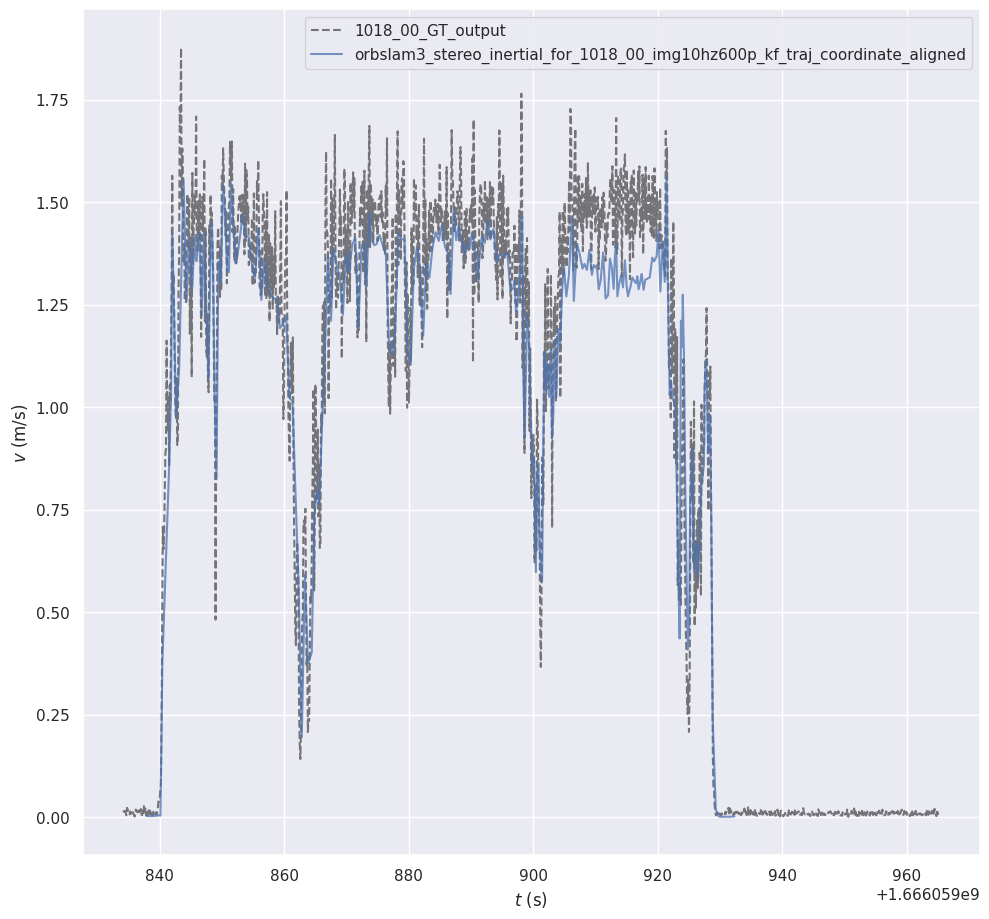 1018_00_GT_output
orbslam3_stereo_inertial_for_1018_00_img10hz600p_kf_traj_coordinate_aligned
1.75
1.50
1.25
1.00
0.75
0.50
0.25
0.00
v (m/s)
840 860 880 900 920 940 960
+1.666059e9
t (s)